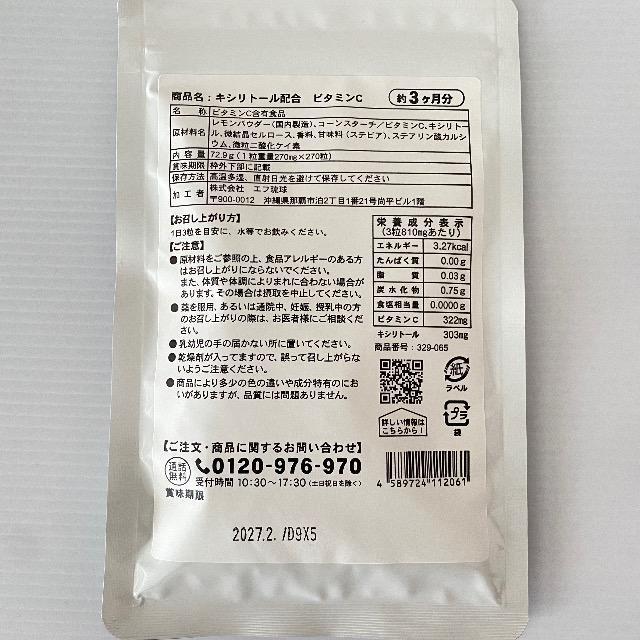 商品名：キシリトール配合　ビタミンC
約3ヶ月分
名　称 ビタミンC含有食品
原材料名 レモンパウダー（国内製造）、コーンスターチ／ビタミンC、キシリトール、微結晶セルロース、香料、甘味料（ステビア）、ステアリン酸カルシウム、微粒二酸化ケイ素
内容量 72.9g（1粒重量270mg×270粒）
賞味期限 枠外下部に記載
保存方法 高温多湿、直射日光を避けて保存してください
加工者 株式会社　エフ琉球
〒900-0012　沖縄県那覇市泊2丁目1番21号尚平ビル1階
【お召し上がり方】
1日3粒を目安に、水等でお飲みください。
【ご注意】
●原材料をご参照の上、食品アレルギーのある方
はお召し上がりにならないでください。
また、体質や体調によりまれに合わない場合が
あります。その場合は摂取を中止してください。
●薬を服用、あるいは通院中、妊娠、授乳中の方
のお召し上がりの際は、お医者様にご相談くだ
さい。
●乳幼児の手の届かない所に置いてください。
●乾燥剤が入ってますので、誤って召し上がらな
いようご注意ください。
●商品により多少の色の違いや成分特有のにお
いがありますが、品質には問題ありません。
栄養成分表示
（3粒810mgあたり）
エネルギー 3.27kcal
たんぱく質 0.00g
脂質 0.03g
炭水化物 0.75g
食塩相当量 0.0000g
ビタミンC 322mg
キシリトール 303mg
商品番号：329-065
紙
ラベル
プラ
袋
詳しい情報は
こちらから！
【ご注文・商品に関するお問い合わせ】
通話無料 0120-976-970
受付時間 10:30～17:30（土日祝日を除く）
賞味期限
4 589724 112061
2027.2. /D9X5